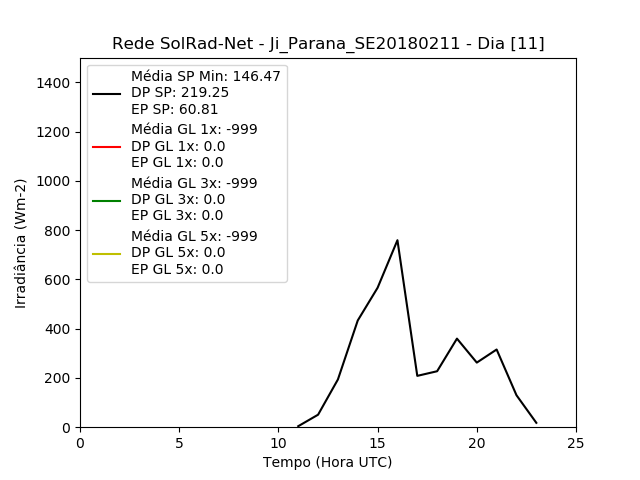 Rede SolRad-Net - Ji_Parana_SE20180211 - Dia [11]
Média SP Min: 146.47
DP SP: 219.25
EP SP: 60.81
Média GL 1x: -999
DP GL 1x: 0.0
EP GL 1x: 0.0
Média GL 3x: -999
DP GL 3x: 0.0
EP GL 3x: 0.0
Média GL 5x: -999
DP GL 5x: 0.0
EP GL 5x: 0.0
Irradiância (Wm-2)
1400
1200
1000
800
600
400
200
0
0 5 10 15 20 25
Tempo (Hora UTC)